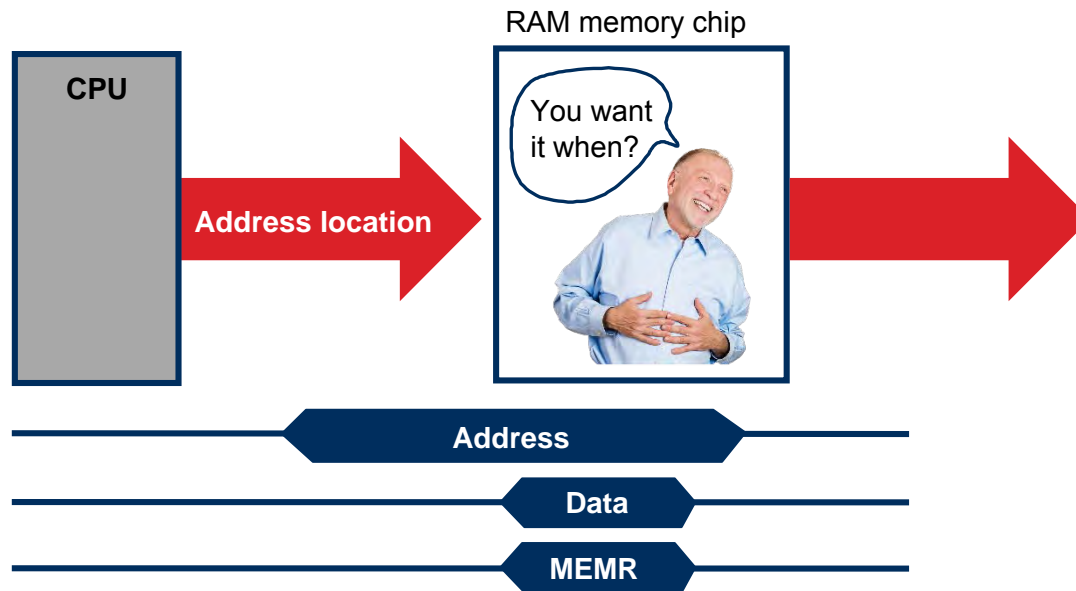 RAM memory chip
CPU
You want
it when?
Address location
Address
Data
MEMR